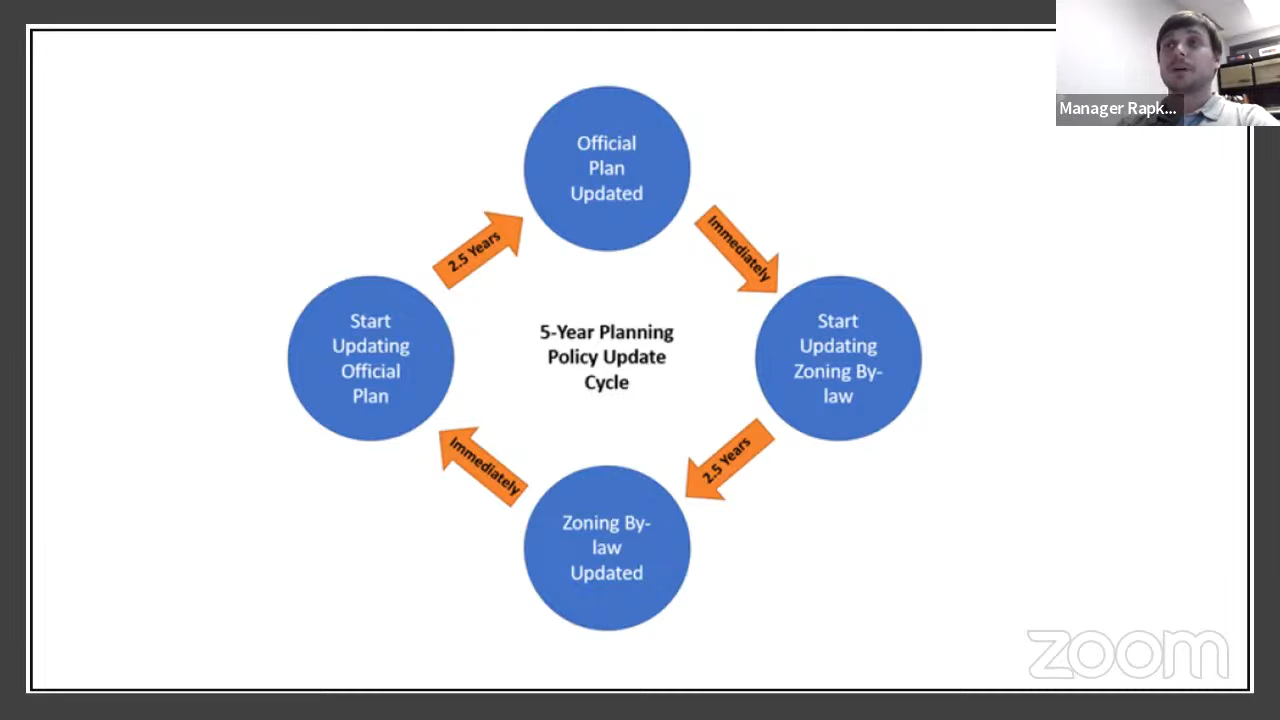 Manager Rapk...
Official
Plan
Updated
2.5 Years
Immediately
Start
Updating
Official
Plan
5-Year Planning
Policy Update
Cycle
Start
Updating
Zoning By-
law
Immediately
2.5 Years
Zoning By-
law
Updated
zoom